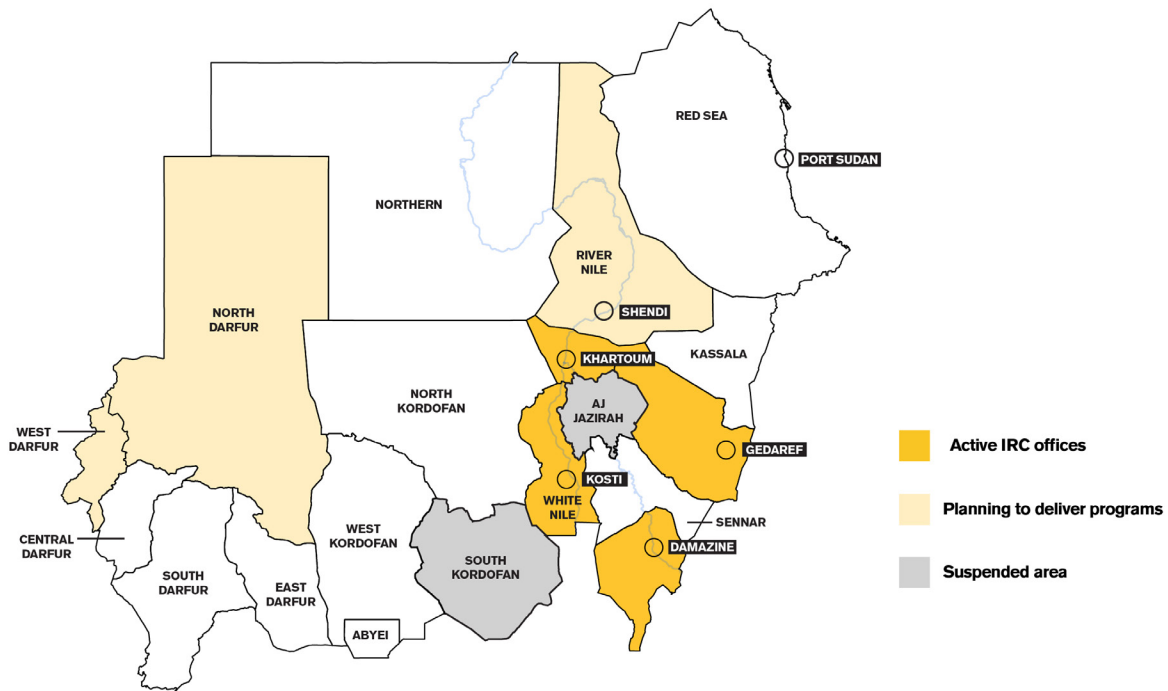 RED SEA
PORT SUDAN
NORTHERN
RIVER
NILE
NORTH
DARFUR
SHENDI
KHARTOUM
KASSALA
NORTH
KORDOFAN
AJ
JAZIRAH
WEST
DARFUR
GEDAREF
Active IRC offices
KOSTI
WHITE
NILE
Planning to deliver programs
SENNAR
WEST
KORDOFAN
CENTRAL
DARFUR
DAMAZINE
SOUTH
KORDOFAN
Suspended area
SOUTH
DARFUR
EAST
DARFUR
ABYEI